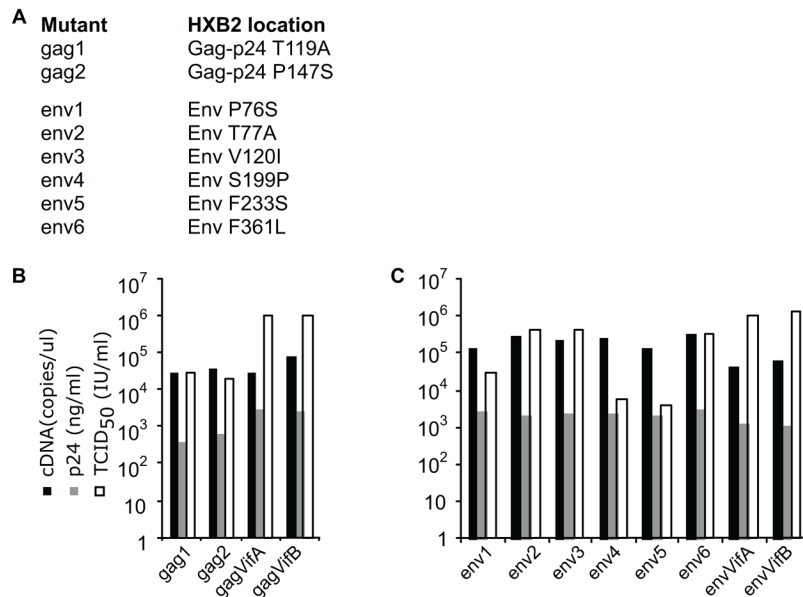 A
Mutant HXB2 location
gag1 Gag-p24 T119A
gag2 Gag-p24 P147S
env1 Env P76S
env2 Env T77A
env3 Env V120I
env4 Env S199P
env5 Env F233S
env6 Env F361L
B
cDNA(copies/ul)
p24 (ng/ml)
TCID50 (IU/ml)
10^7
10^6
10^5
10^4
10^3
10^2
10
1
gag1 gag2 gagVifA gagVifB
C
10^7
10^6
10^5
10^4
10^3
10^2
10
1
env1 env2 env3 env4 env5 env6 envVifA envVifB